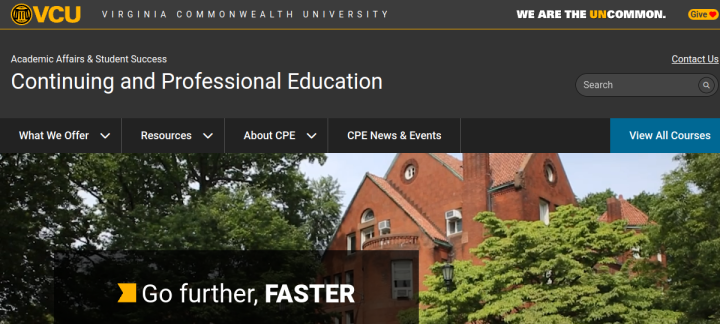 VCU VIRGINIA COMMONWEALTH UNIVERSITY WE ARE THE UNCOMMON. Give
Academic Affairs & Student Success
Contact Us
Continuing and Professional Education
Search
What We Offer Resources About CPE CPE News & Events View All Courses
Go further, FASTER